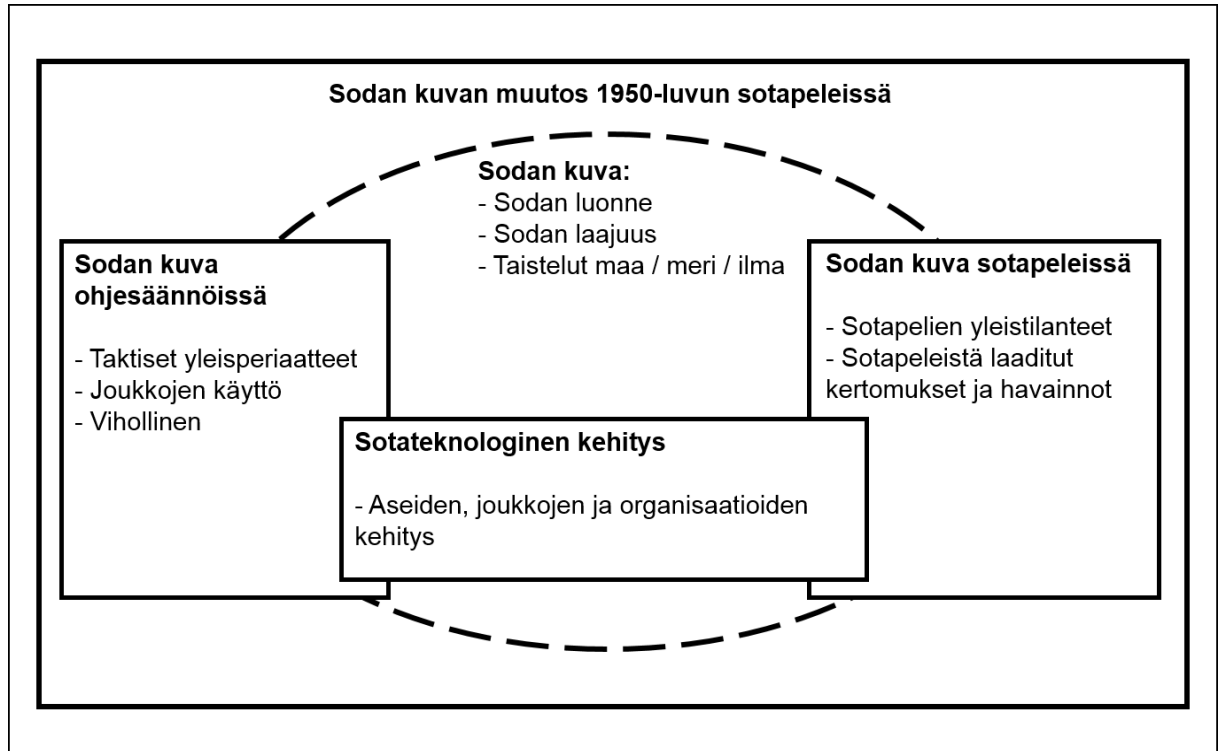 Sodan kuvan muutos 1950-luvun sotapeleissä
Sodan kuva:
- Sodan luonne
- Sodan laajuus
- Taistelut maa / meri / ilma
Sodan kuva
ohjesäännöissä
- Taktiset yleisperiaatteet
- Joukkojen käyttö
- Vihollinen
Sodan kuva sotapeleissä
- Sotapelien yleistilanteet
- Sotapeleistä laaditut
kertomukset ja havainnot
Sotateknologinen kehitys
- Aseiden, joukkojen ja organisaatioiden
kehitys